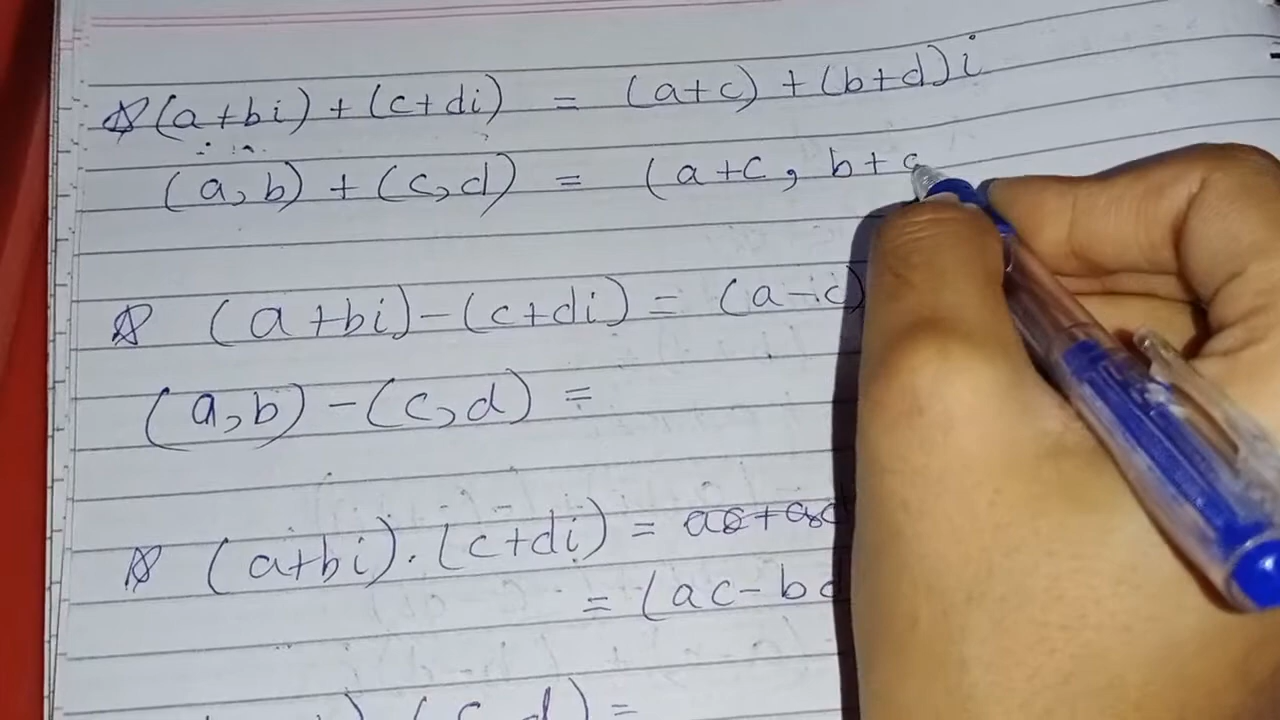 ☆ (a+bi) + (c+di) = (a+c) + (b+d)i
(a,b) + (c,d) = (a+c, b+
☆ (a+bi) - (c+di) = (a-c)
(a,b) - (c,d) =
☆ (a+bi).(c+di) =
= (ac-bd
) (c d) =